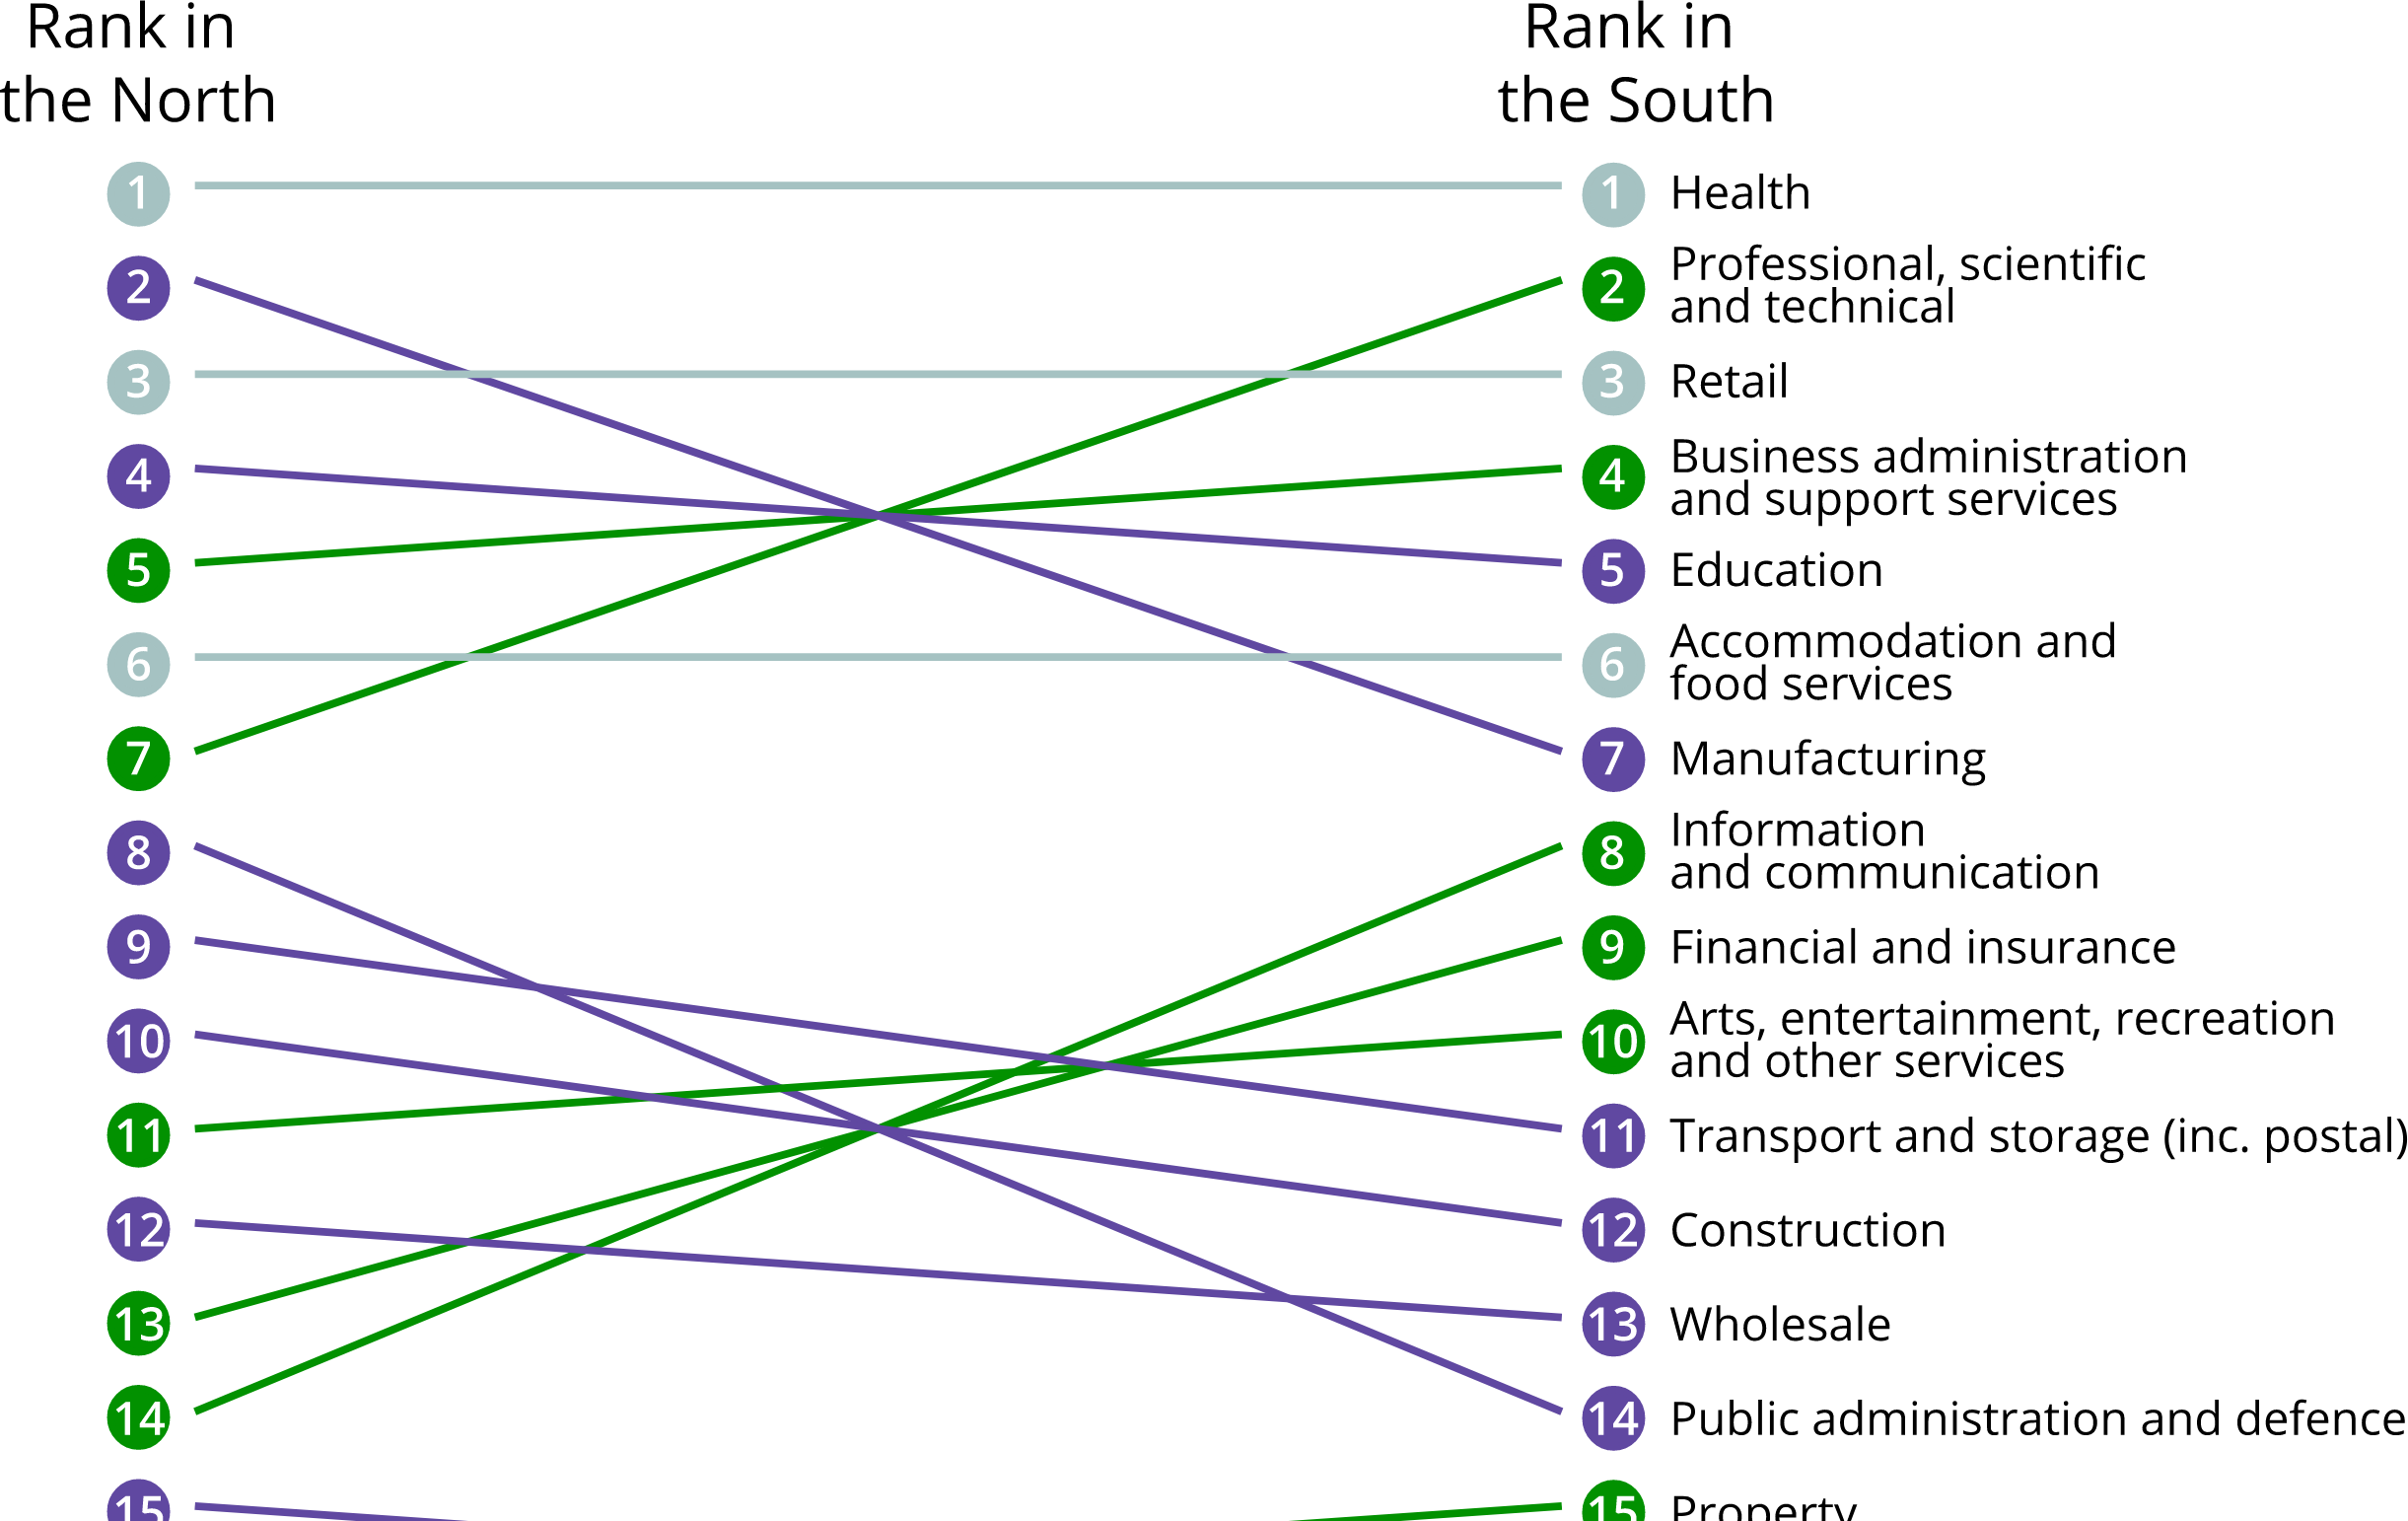 Rank in
the North
Rank in
the South
1
1
Health
2
2
Professional, scientific
and technical
3
3
Retail
4
4
Business administration
and support services
5
5
Education
6
6
Accommodation and
food services
7
7
Manufacturing
8
8
Information
and communication
9
9
Financial and insurance
10
10
Arts, entertainment, recreation
and other services
11
11
Transport and storage (inc. postal)
12
12
Construction
13
13
Wholesale
14
14
Public administration and defence
15
15
Property